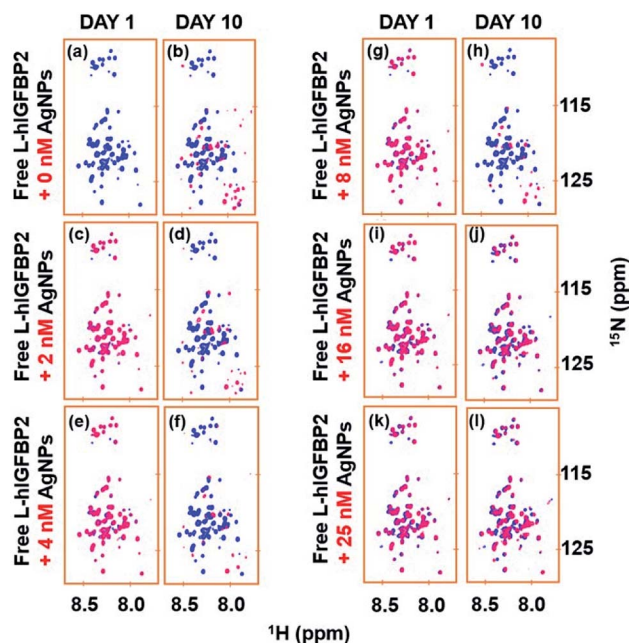 DAY 1 DAY 10 DAY 1 DAY 10
Free L-hIGFBP2
+ 0 nM AgNPs
(a) (b)
Free L-hIGFBP2
+ 8 nM AgNPs
(g) (h)
115
125
Free L-hIGFBP2
+ 2 nM AgNPs
(c) (d)
Free L-hIGFBP2
+ 16 nM AgNPs
(i) (j)
115
125
Free L-hIGFBP2
+ 4 nM AgNPs
(e) (f)
Free L-hIGFBP2
+ 25 nM AgNPs
(k) (l)
115
125
¹⁵N (ppm)
8.5 8.0 8.5 8.0 8.5 8.0 8.5 8.0
¹H (ppm)